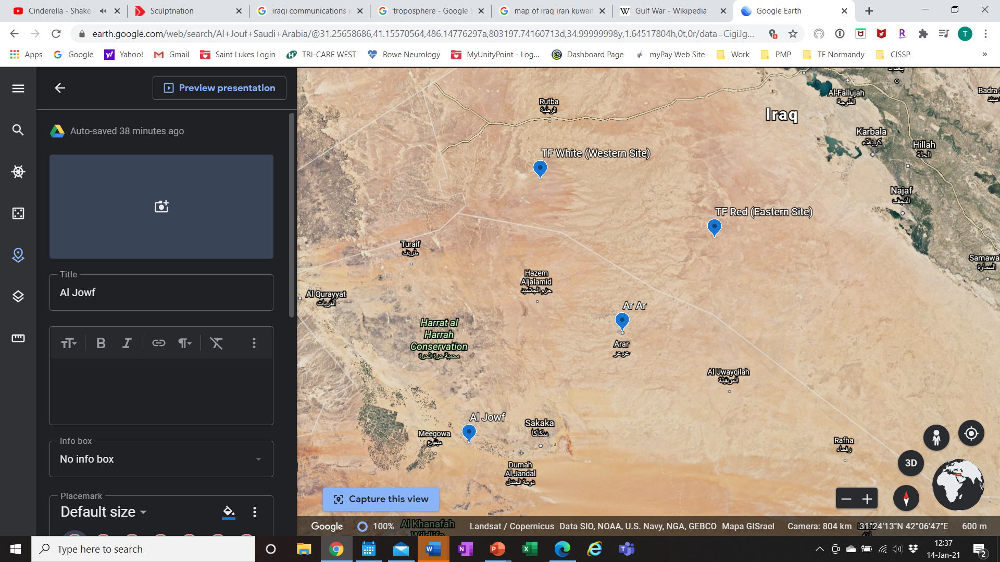 Cinderella - Shake
Sculptnation
iraqi communications i
troposphere - Google S
map of iraq iran kuwait
Gulf War - Wikipedia
Google Earth
earth.google.com/web/search/Al+Jouf+Saudi+Arabia/@31.25658686,41.15570564,486.14776297a,803197.74160713d,34.99999998y,1.64517804h,0t,0r/data=CigiJg...
T
Apps
Google
Yahoo!
Gmail
Saint Lukes Login
TRI-CARE WEST
Rowe Neurology
MyUnityPoint - Log...
Dashboard Page
myPay Web Site
Work
PMP
TF Normandy
CISSP
»
Preview presentation
Auto-saved 38 minutes ago
Title
Al Jowf
B I
Info box
No info box
Placemark
Default size
Rutba
الرطبة
Iraq
Al-Fallujah
الفلوجة
Badra
Karbala
كربلاء
Hillah
الحلة
TF White (Western Site)
Najaf
النجف
TF Red (Eastern Site)
Turaif
طريف
Samawa
السماوة
Hazem
Aljalamid
حزم الجلاميد
Al Qurayyat
القريات
Ar Ar
Harrat al
Harrah
Conservation
محمية حرة الحرة
Arar
عرعر
Al Uwayqilah
العويقيلة
Al Jowf
Sakaka
سكاكا
Meegowa
ميقوع
Rafha
رفحاء
Dumah
Al Jandal
دومة الجندل
3D
Capture this view
Al Khanafah
Wildlife
Google
100%
Landsat / Copernicus Data SIO, NOAA, U.S. Navy, NGA, GEBCO Mapa GISrael
Camera: 804 km
31°24'13"N 42°06'47"E
600 m
Type here to search
12:37
14-Jan-21
2